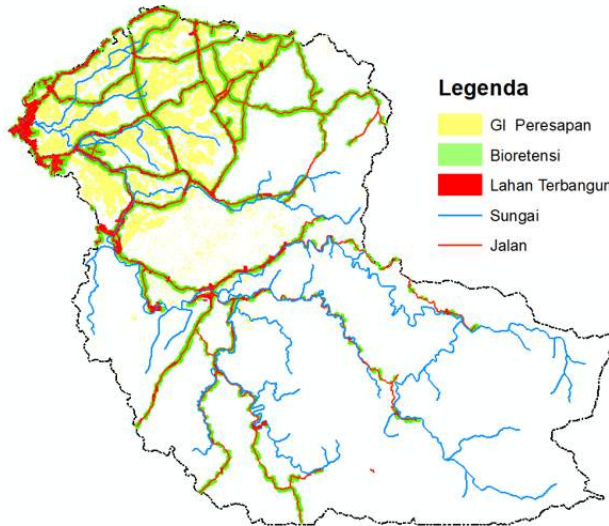 Legenda
GI Peresapan
Bioretensi
Lahan Terbangun
Sungai
Jalan